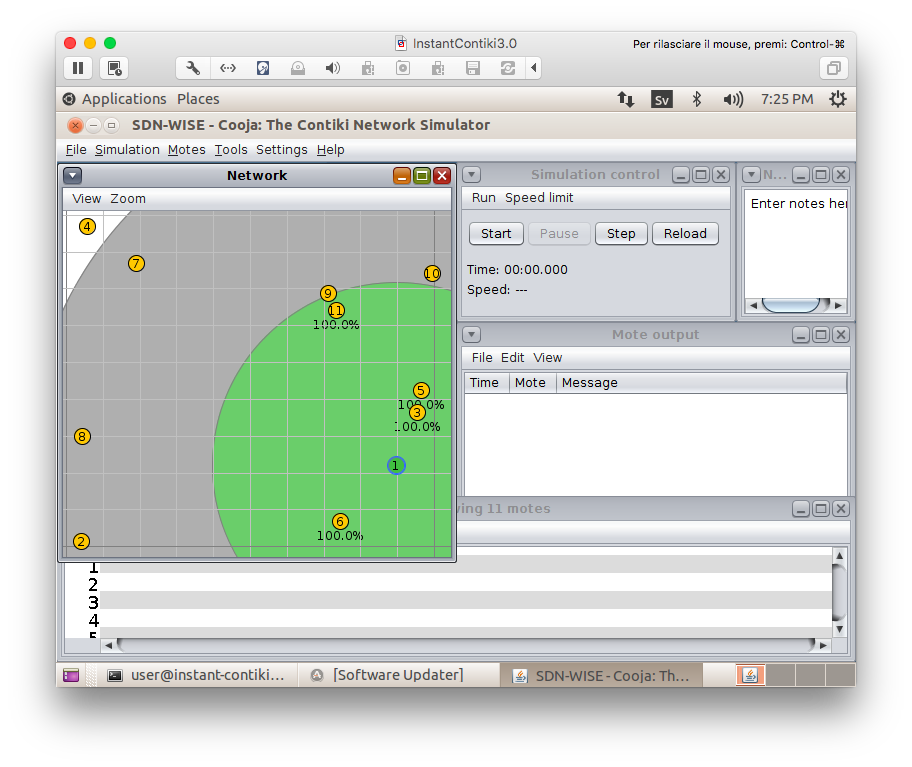 InstantContiki3.0
Per rilasciare il mouse, premi: Control-⌘
Applications Places
Sv
7:25 PM
SDN-WISE - Cooja: The Contiki Network Simulator
File Simulation Motes Tools Settings Help
Network
View Zoom
4
7
10
9
11
100.0%
5
100.0%
3
100.0%
8
1
6
100.0%
2
Simulation control
Run Speed limit
Start Pause Step Reload
Time: 00:00.000
Speed: ---
N...
Enter notes her
Mote output
File Edit View
Time Mote Message
ving 11 motes
1
2
3
4
5
user@instant-contiki...
[Software Updater]
SDN-WISE - Cooja: Th...